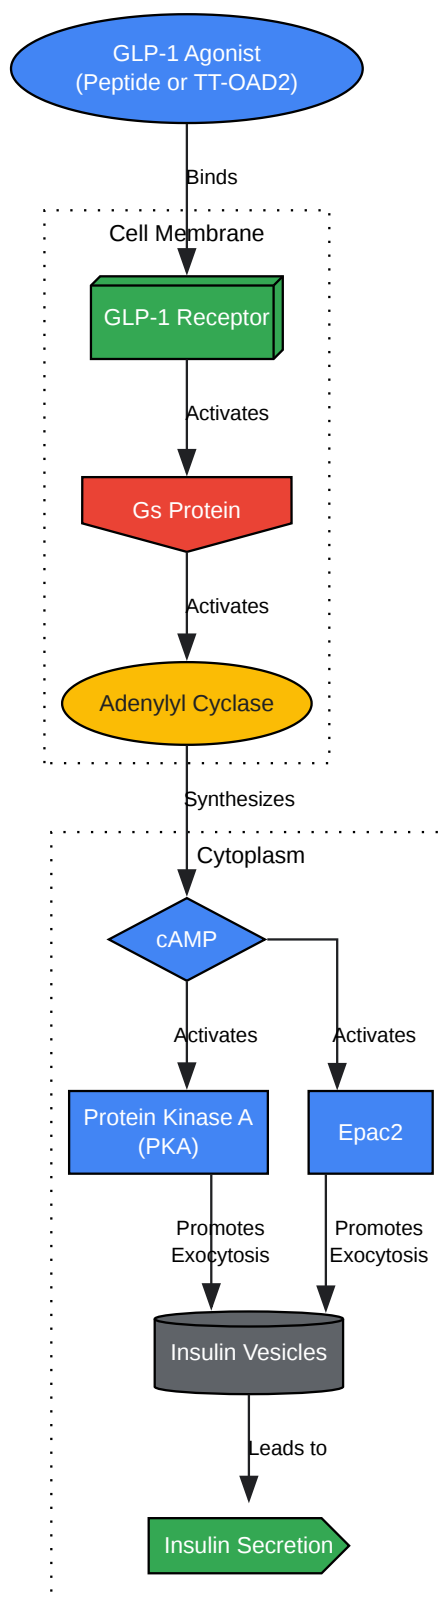 GLP-1 Agonist
(Peptide or TT-OAD2)
Binds
Cell Membrane
GLP-1 Receptor
Activates
Gs Protein
Activates
Adenylyl Cyclase
Synthesizes
Cytoplasm
cAMP
Activates
Activates
Protein Kinase A
(PKA)
Epac2
Promotes
Exocytosis
Promotes
Exocytosis
Insulin Vesicles
Leads to
Insulin Secretion